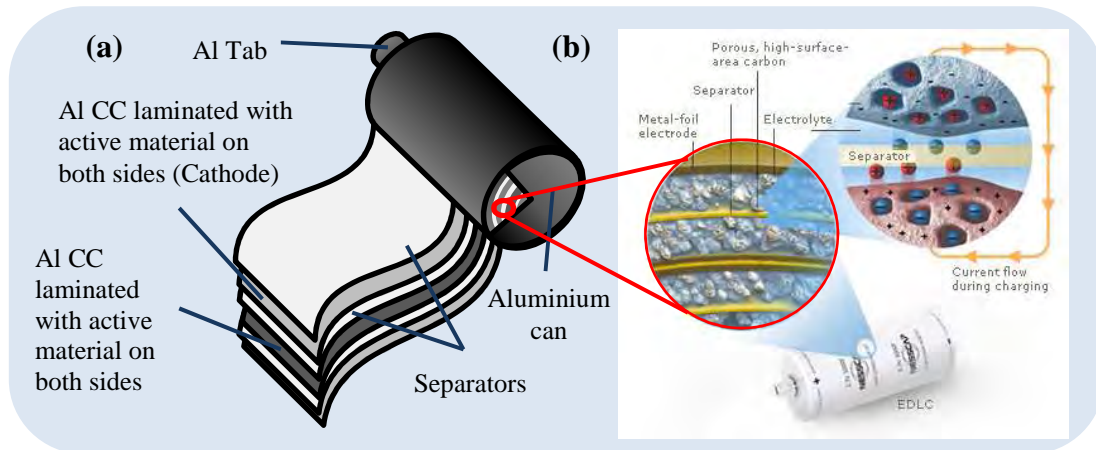 (a)
Al Tab
Al CC laminated with
active material on
both sides (Cathode)
Al CC
laminated
with active
material on
both sides
Separators
Aluminium
can
(b)
Porous, high-surface-
area carbon
Separator
Metal-foil
electrode
Electrolyte
Separator
Current flow
during charging
NESSCAP
EDLC